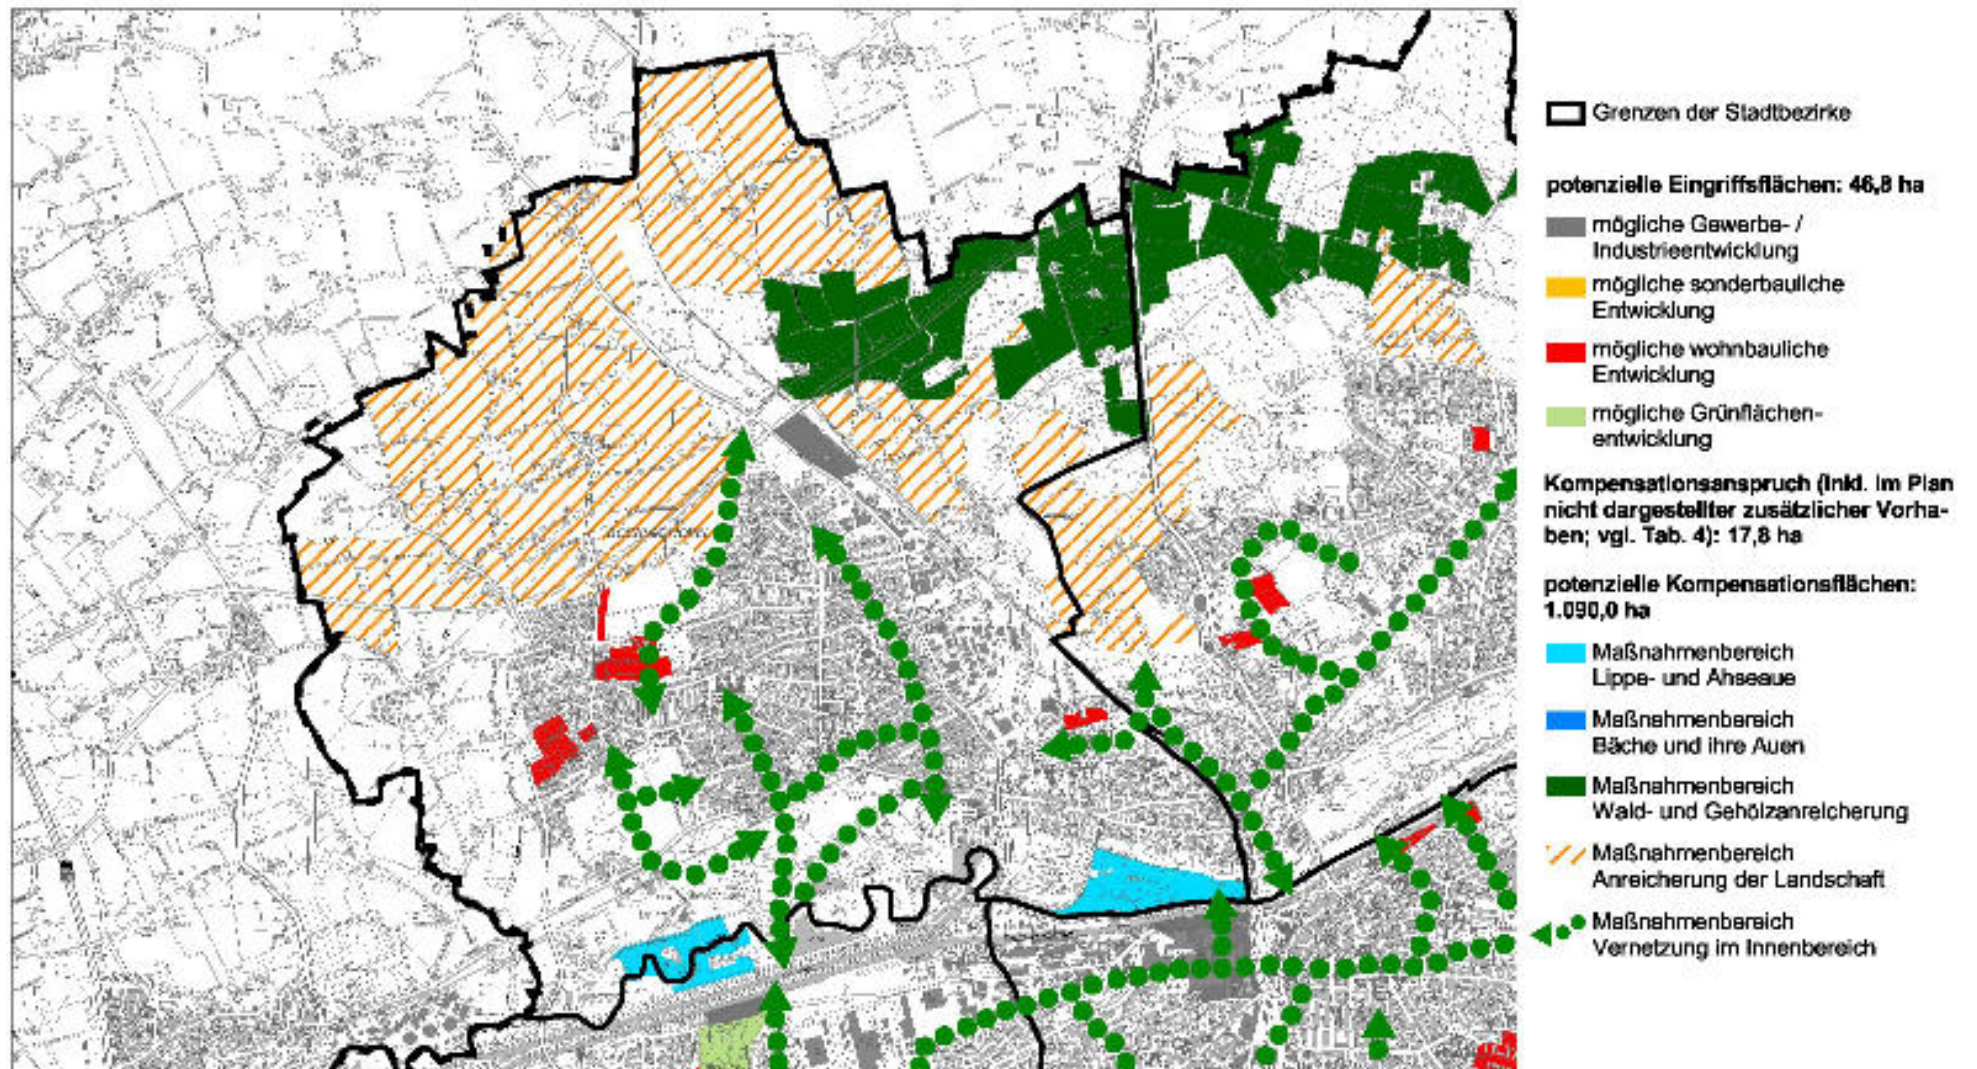 Grenzen der Stadtbezirke
potenzielle Eingriffsflächen: 46,8 ha
mögliche Gewerbe- /
Industrieentwicklung
mögliche sonderbauliche
Entwicklung
mögliche wohnbauliche
Entwicklung
mögliche Grünflächen-
entwicklung
Kompensationsanspruch (inkl. im Plan
nicht dargestellter zusätzlicher Vorha-
ben; vgl. Tab. 4): 17,8 ha
potenzielle Kompensationsflächen:
1.090,0 ha
Maßnahmenbereich
Lippe- und Ahseaue
Maßnahmenbereich
Bäche und ihre Auen
Maßnahmenbereich
Wald- und Gehölzanreicherung
Maßnahmenbereich
Anreicherung der Landschaft
Maßnahmenbereich
Vernetzung im Innenbereich